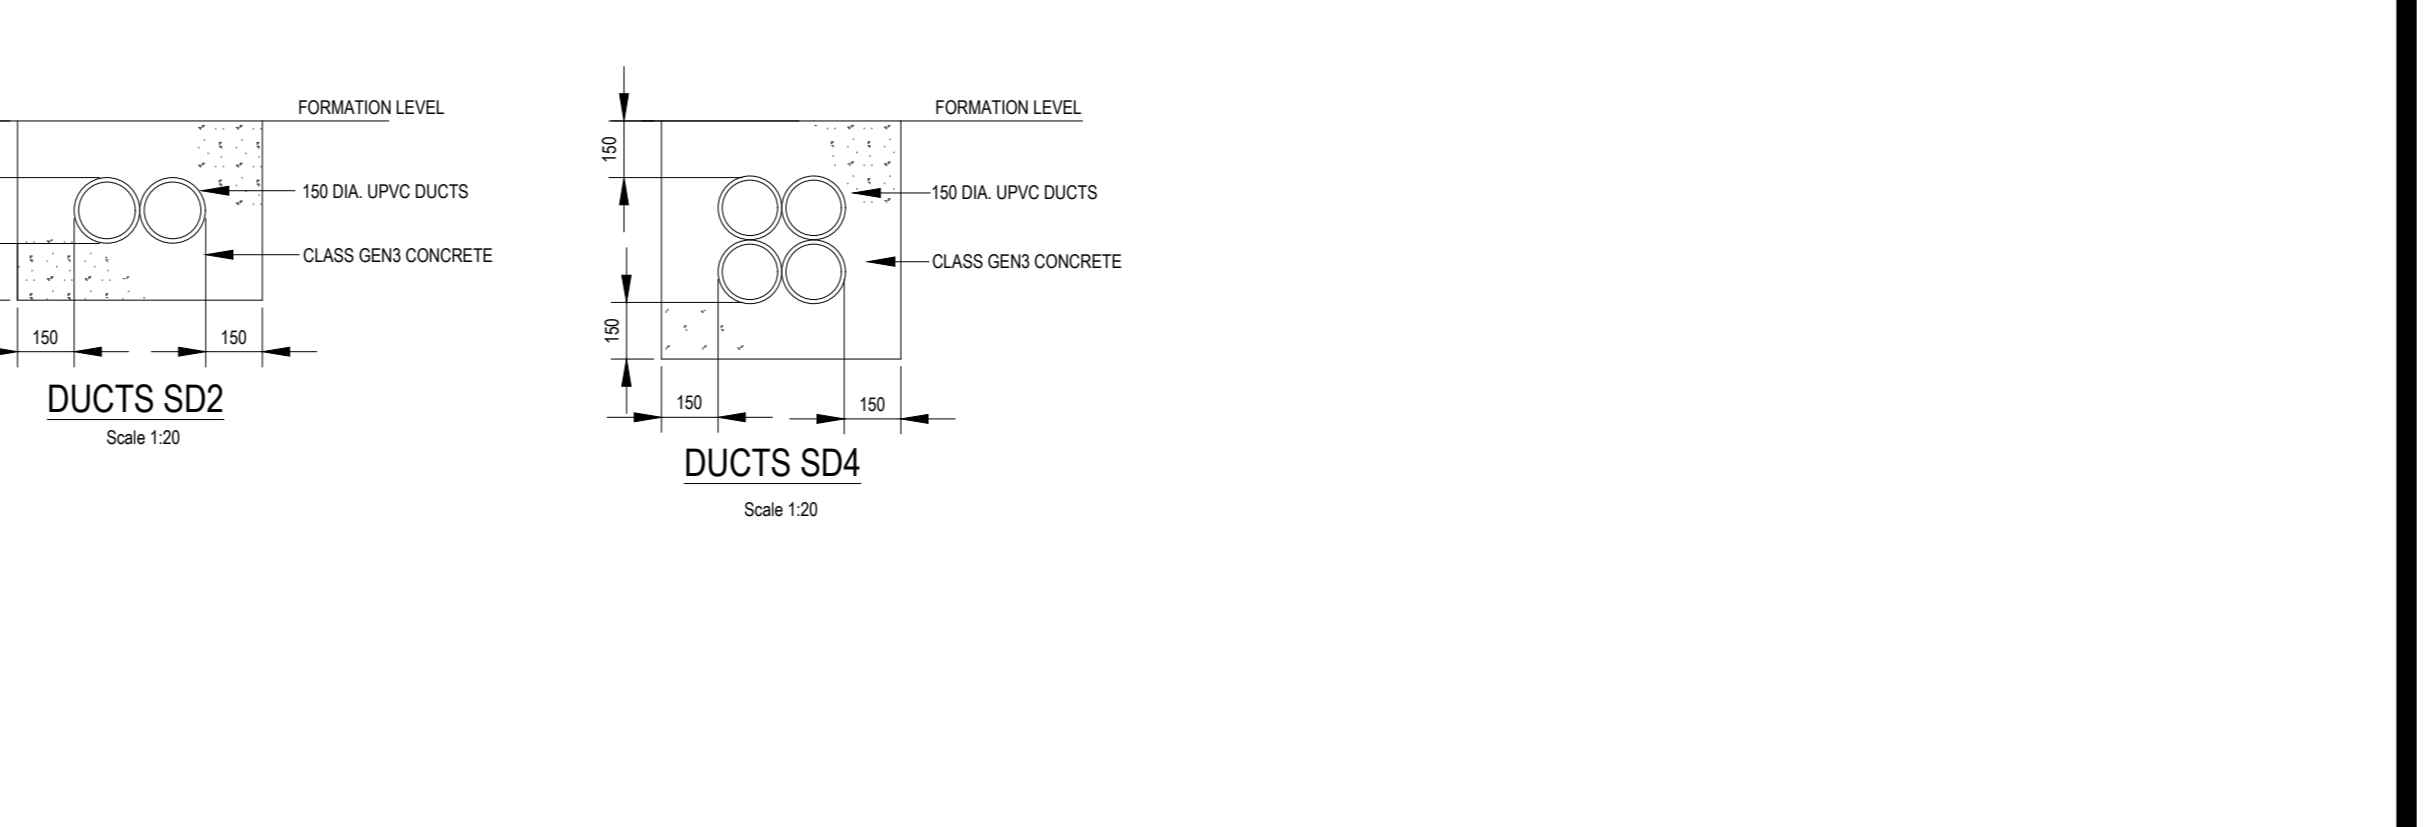 FORMATION LEVEL
150 DIA. UPVC DUCTS
CLASS GEN3 CONCRETE
150
150
DUCTS SD2
Scale 1:20
FORMATION LEVEL
150
150 DIA. UPVC DUCTS
CLASS GEN3 CONCRETE
150
150
150
DUCTS SD4
Scale 1:20